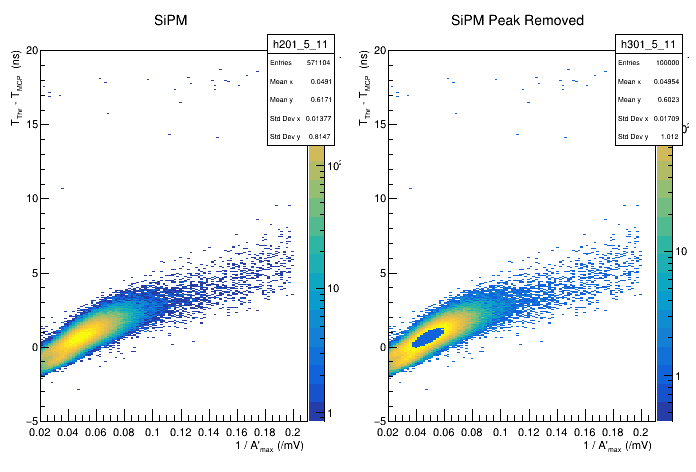 SiPM
h201_5_11
Entries 571104
Mean x 0.0491
Mean y 0.6171
Std Dev x 0.01377
Std Dev y 0.8147
T_Thr - T_MCP (ns)
20
15
10
5
0
−5
0.02 0.04 0.06 0.08 0.1 0.12 0.14 0.16 0.18 0.2
1 / A'_max (/mV)
10
1
SiPM Peak Removed
h301_5_11
Entries 100000
Mean x 0.04954
Mean y 0.6023
Std Dev x 0.01709
Std Dev y 1.012
T_Thr - T_MCP (ns)
20
15
10
5
0
−5
0.02 0.04 0.06 0.08 0.1 0.12 0.14 0.16 0.18 0.2
1 / A'_max (/mV)
10
1